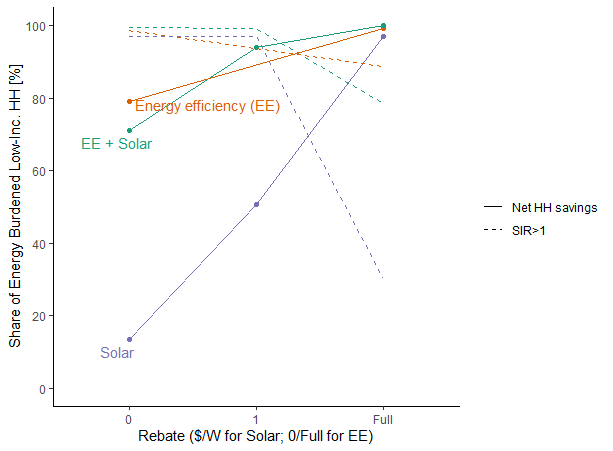 100
80
60
40
20
0
Share of Energy Burdened Low-Inc. HH [%]
Energy efficiency (EE)
EE + Solar
Solar
0
1
Full
Rebate ($/W for Solar; 0/Full for EE)
Net HH savings
SIR>1